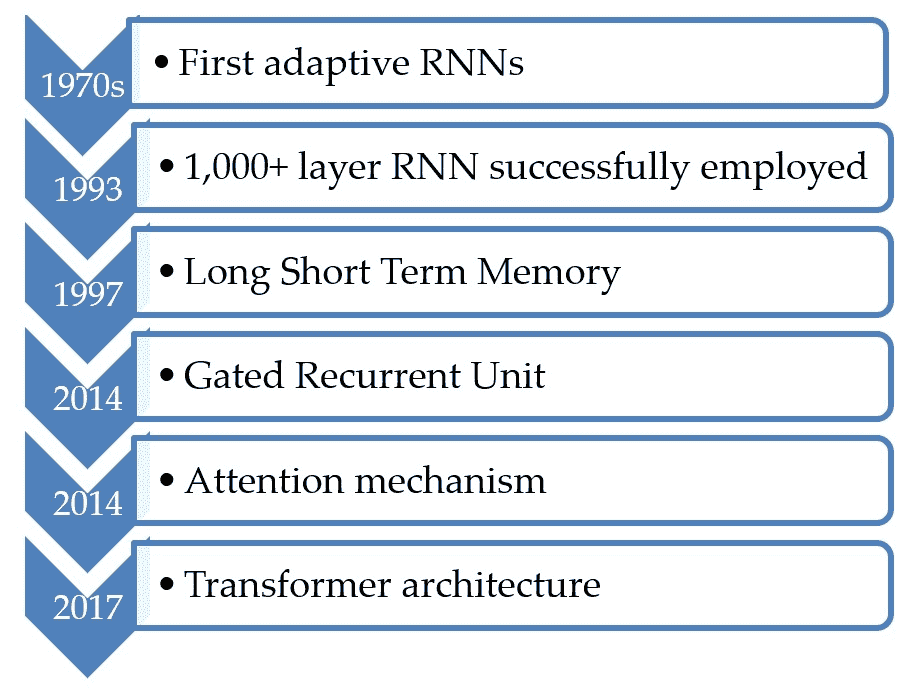 1970s
• First adaptive RNNs
1993
• 1,000+ layer RNN successfully employed
1997
• Long Short Term Memory
2014
• Gated Recurrent Unit
2014
• Attention mechanism
2017
• Transformer architecture